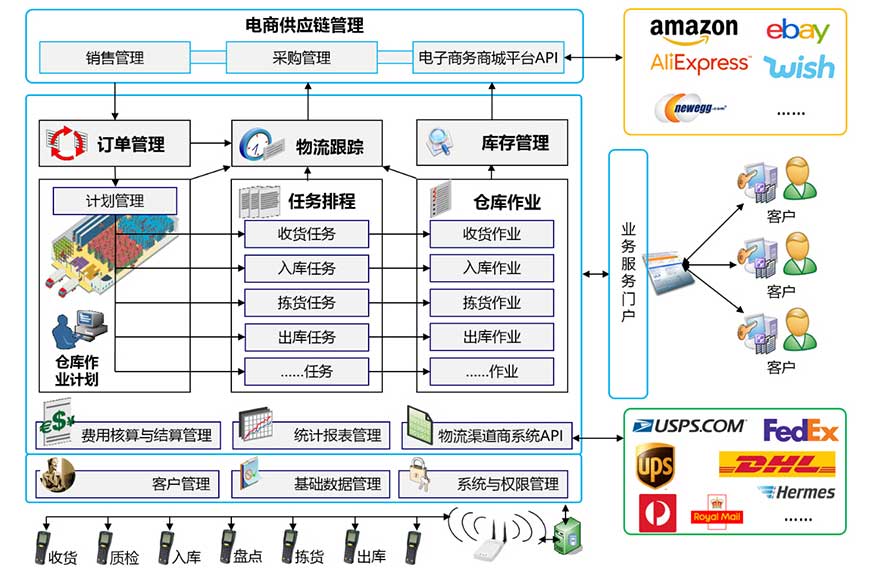 电商供应链管理
销售管理
采购管理
电子商务商城平台API
amazon
ebay
AliExpress
wish
newegg.com
......
订单管理
物流跟踪
库存管理
计划管理
任务排程
仓库作业
收货任务
收货作业
入库任务
入库作业
拣货任务
拣货作业
出库任务
出库作业
......任务
......作业
仓库作
业计划
业务服务门户
客户
客户
客户
€$¥
费用核算与结算管理
统计报表管理
物流渠道商系统API
客户管理
基础数据管理
系统与权限管理
USPS.COM
FedEx
ups
DHL
Hermes
Royal Mail
......
收货
质检
入库
盘点
拣货
出库